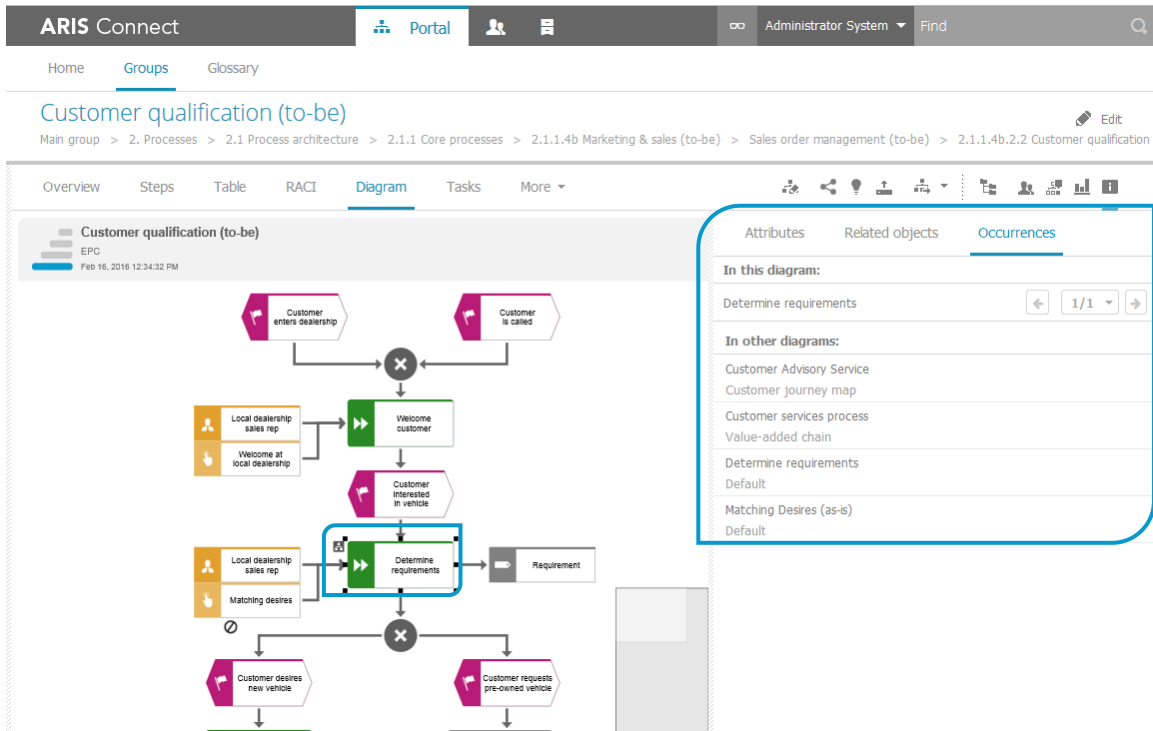 ARIS Connect
Portal
Administrator System
Find
Home
Groups
Glossary
Customer qualification (to-be)
Edit
Main group > 2. Processes > 2.1 Process architecture > 2.1.1 Core processes > 2.1.1.4b Marketing & sales (to-be) > Sales order management (to-be) > 2.1.1.4b.2.2 Customer qualification
Overview
Steps
Table
RACI
Diagram
Tasks
More
Customer qualification (to-be)
EPC
Feb 16, 2016 12:34:32 PM
Customer
enters dealership
Customer
is called
Local dealership
sales rep
Welcome at
local dealership
Welcome
customer
Customer
interested
in vehicle
Local dealership
sales rep
Matching desires
Determine
requirements
Requirement
Customer desires
new vehicle
Customer requests
pre-owned vehicle
Attributes
Related objects
Occurrences
In this diagram:
Determine requirements
1/1
In other diagrams:
Customer Advisory Service
Customer journey map
Customer services process
Value-added chain
Determine requirements
Default
Matching Desires (as-is)
Default